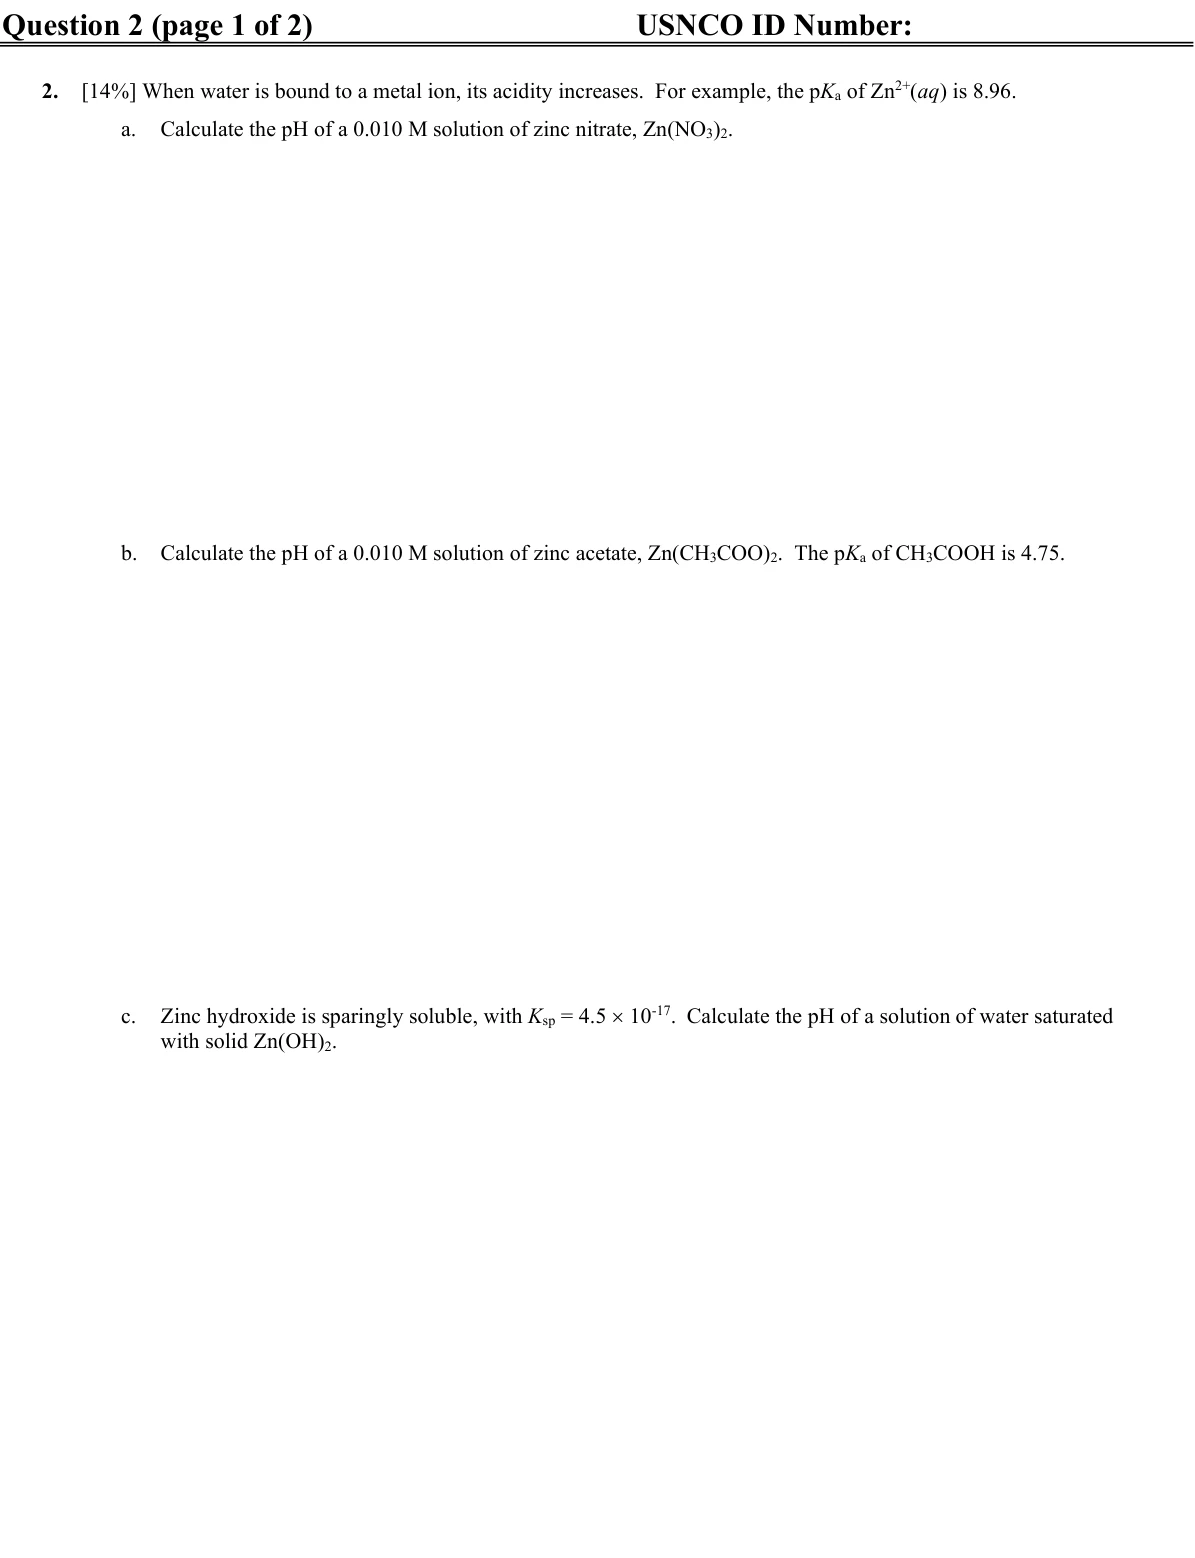 Question 2 (page 1 of 2) USNCO ID Number:
2. [14%] When water is bound to a metal ion, its acidity increases. For example, the pKₐ of Zn²⁺(aq) is 8.96.
a. Calculate the pH of a 0.010 M solution of zinc nitrate, Zn(NO₃)₂.
b. Calculate the pH of a 0.010 M solution of zinc acetate, Zn(CH₃COO)₂. The pKₐ of CH₃COOH is 4.75.
c. Zinc hydroxide is sparingly soluble, with Kₛₚ = 4.5 × 10⁻¹⁷. Calculate the pH of a solution of water saturated
with solid Zn(OH)₂.